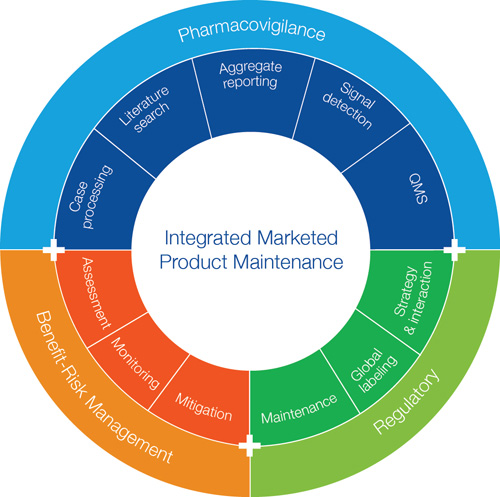 Pharmacovigilance
Case
processing
Literature
search
Aggregate
reporting
Signal
detection
QMS
Integrated Marketed
Product Maintenance
Benefit-Risk Management
Assessment
Monitoring
Mitigation
Regulatory
Maintenance
Global
labeling
Strategy
& interaction